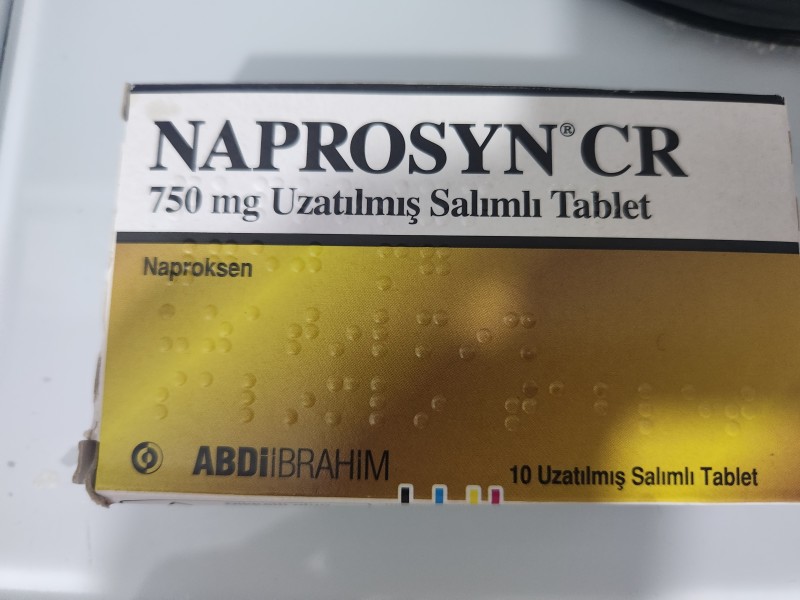 NAPROSYN® CR
750 mg Uzatılmış Salımlı Tablet
Naproksen
ABDİİBRAHİM
10 Uzatılmış Salımlı Tablet